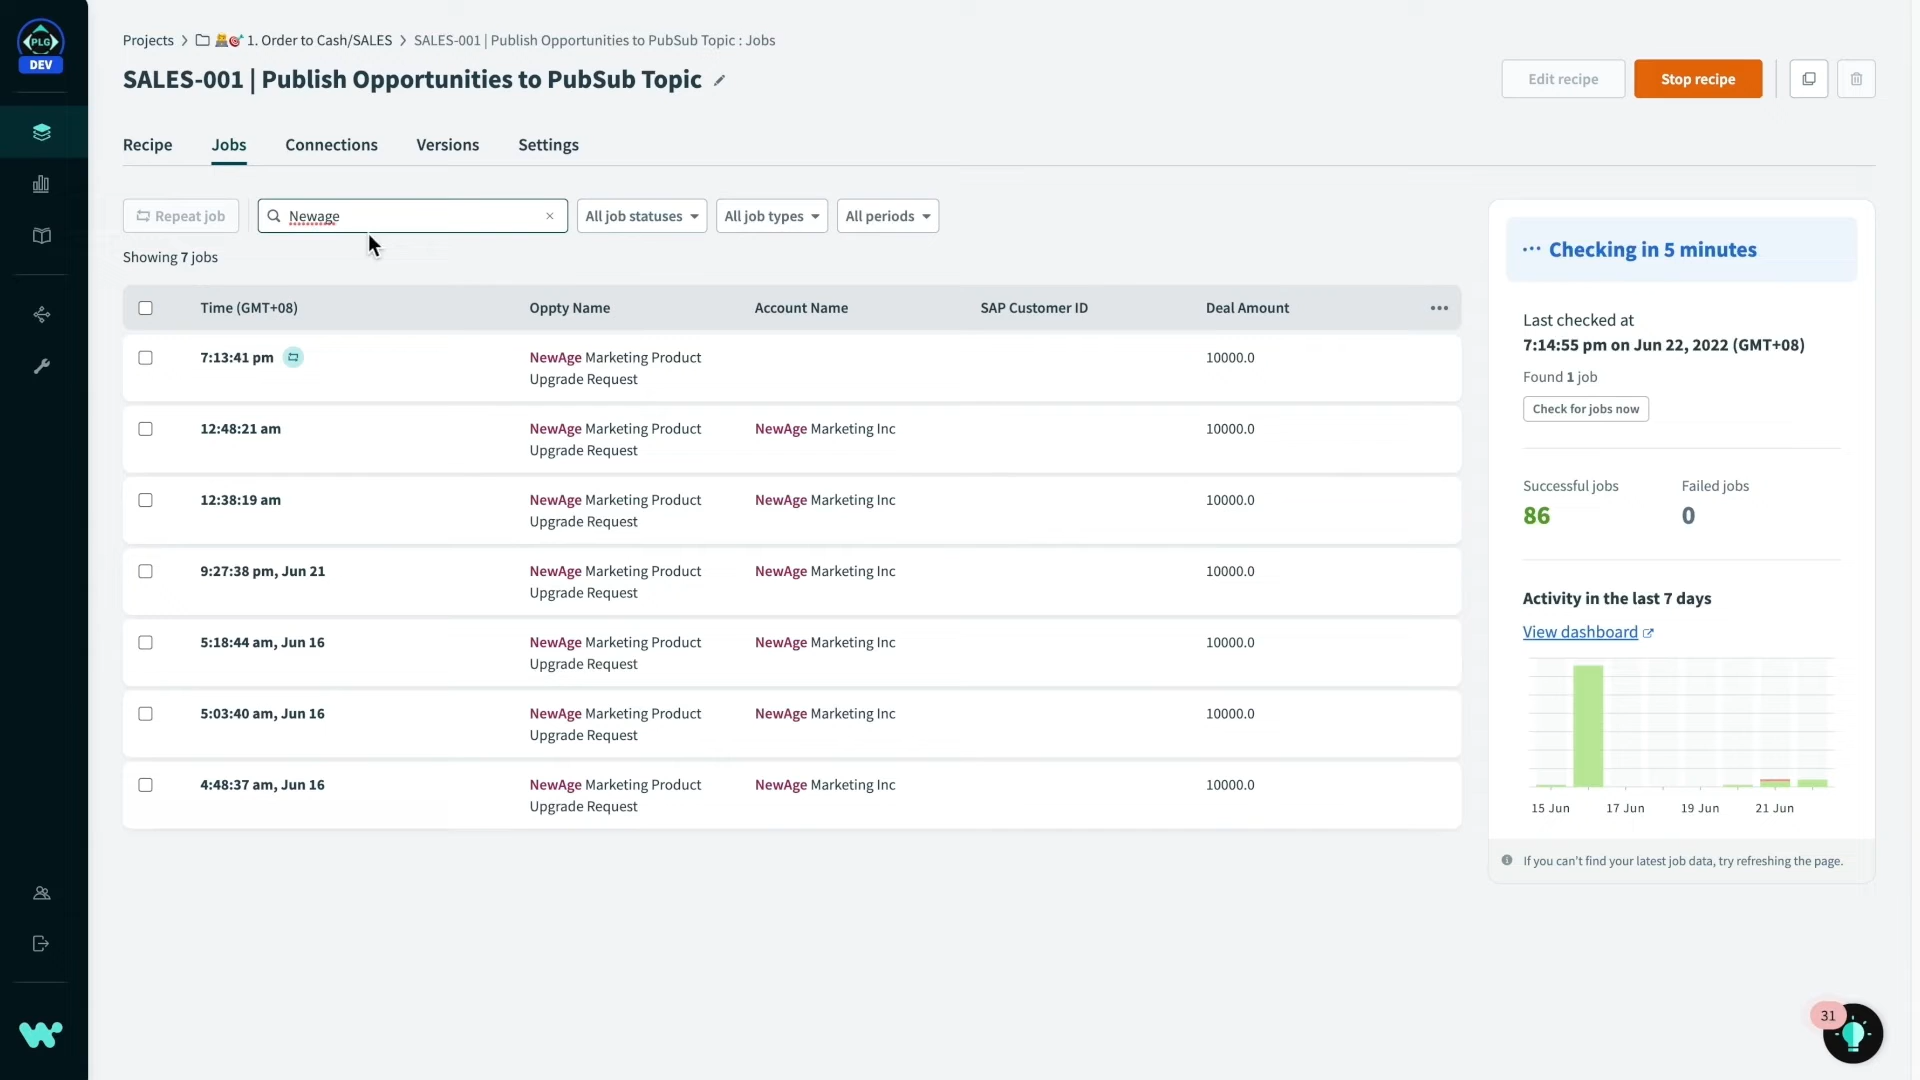 PLG
DEV
Projects > 1. Order to Cash/SALES > SALES-001 | Publish Opportunities to PubSub Topic : Jobs
SALES-001 | Publish Opportunities to PubSub Topic
Edit recipe
Stop recipe
Recipe
Jobs
Connections
Versions
Settings
Repeat job
Newage
All job statuses
All job types
All periods
Showing 7 jobs
Time (GMT+08) Oppty Name Account Name SAP Customer ID Deal Amount
7:13:41 pm NewAge Marketing Product 10000.0
Upgrade Request
12:48:21 am NewAge Marketing Product NewAge Marketing Inc 10000.0
Upgrade Request
12:38:19 am NewAge Marketing Product NewAge Marketing Inc 10000.0
Upgrade Request
9:27:38 pm, Jun 21 NewAge Marketing Product NewAge Marketing Inc 10000.0
Upgrade Request
5:18:44 am, Jun 16 NewAge Marketing Product NewAge Marketing Inc 10000.0
Upgrade Request
5:03:40 am, Jun 16 NewAge Marketing Product NewAge Marketing Inc 10000.0
Upgrade Request
4:48:37 am, Jun 16 NewAge Marketing Product NewAge Marketing Inc 10000.0
Upgrade Request
Checking in 5 minutes
Last checked at
7:14:55 pm on Jun 22, 2022 (GMT+08)
Found 1 job
Check for jobs now
Successful jobs Failed jobs
86 0
Activity in the last 7 days
View dashboard
15 Jun 17 Jun 19 Jun 21 Jun
If you can't find your latest job data, try refreshing the page.
31